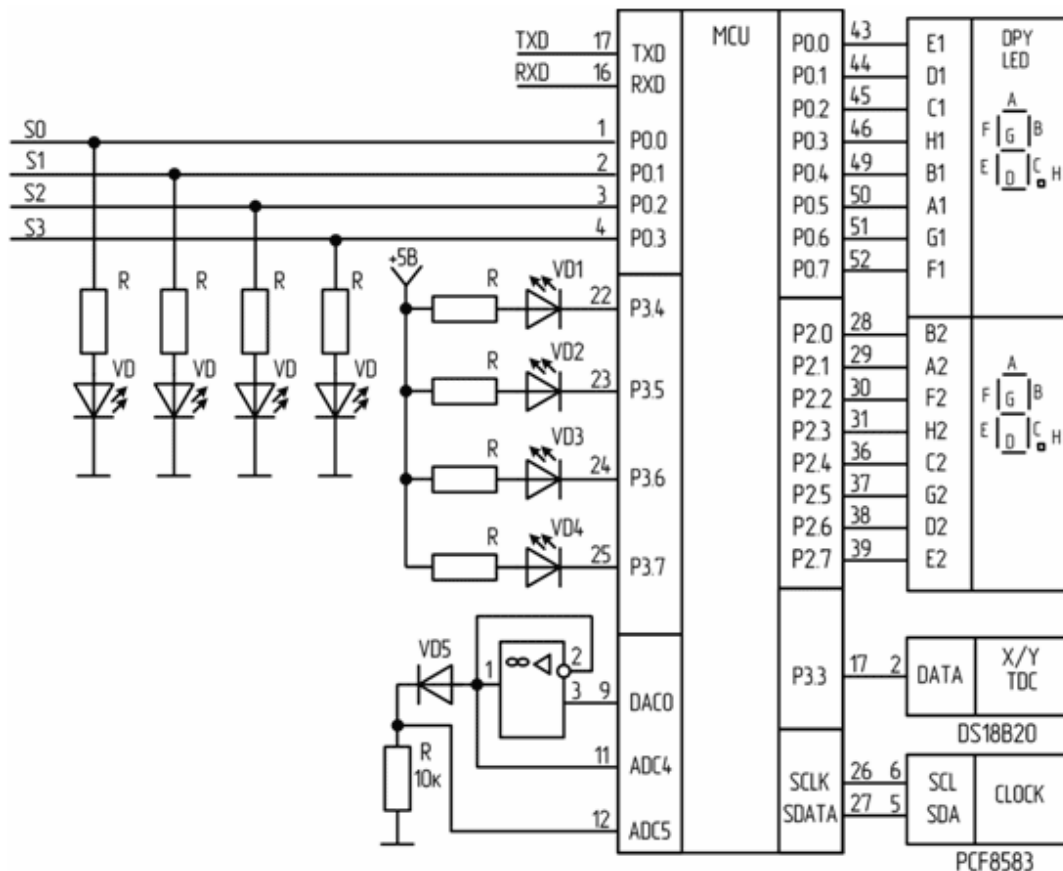 MCU
TXD 17 TXD
RXD 16 RXD
S0 1 P0.0
S1 2 P0.1
S2 3 P0.2
S3 4 P0.3
R R R R
VD VD VD VD
+5В
R VD1 22 P3.4
R VD2 23 P3.5
R VD3 24 P3.6
R VD4 25 P3.7
VD5 1 ∞ 2
3 9 DAC0
R
10к
11 ADC4
12 ADC5
P0.0 43 E1
P0.1 44 D1
P0.2 45 C1
P0.3 46 H1
P0.4 49 B1
P0.5 50 A1
P0.6 51 G1
P0.7 52 F1
DPY
LED
A
F G B
E D C H
P2.0 28 B2
P2.1 29 A2
P2.2 30 F2
P2.3 31 H2
P2.4 36 C2
P2.5 37 G2
P2.6 38 D2
P2.7 39 E2
A
F G B
E D C H
P3.3 17 2 DATA
X/Y
TDC
DS18B20
SCLK 26 6 SCL
SDATA 27 5 SDA
CLOCK
PCF8583